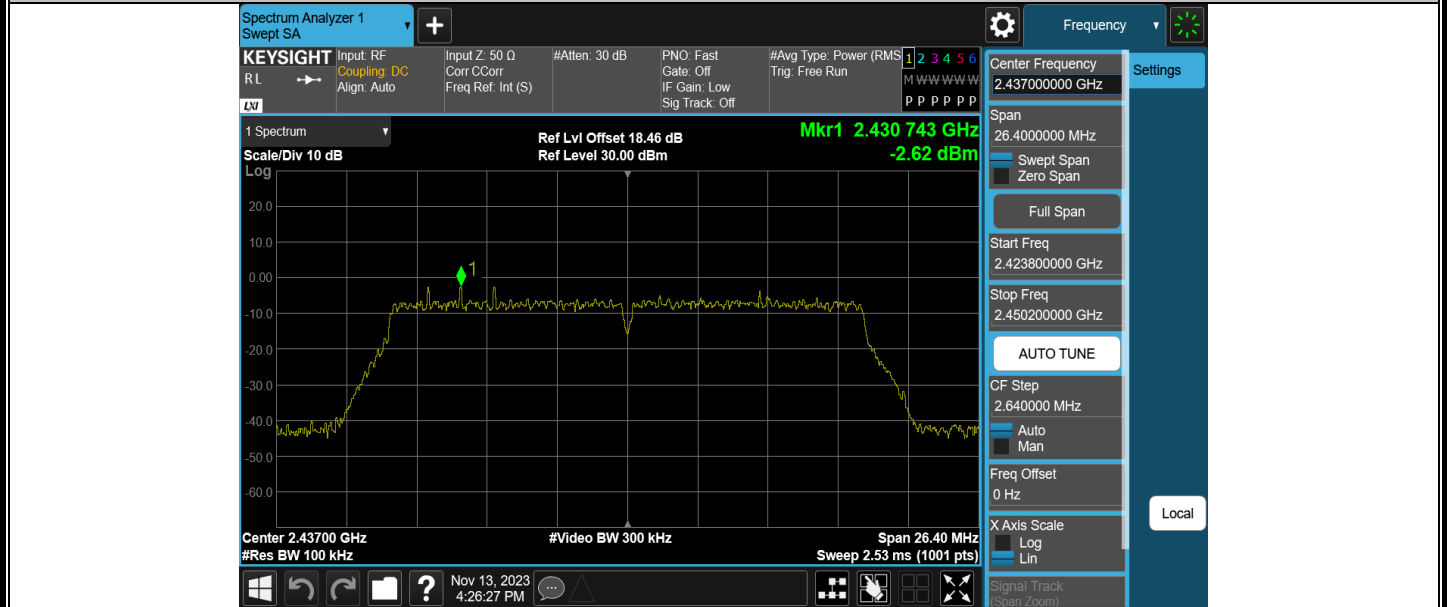 Spectrum Analyzer 1
Swept SA
+
Frequency
KEYSIGHT
R L
LXI
Input: RF
Coupling: DC
Align: Auto
Input Z: 50 Ω
Corr CCorr
Freq Ref: Int (S)
#Atten: 30 dB
PNO: Fast
Gate: Off
IF Gain: Low
Sig Track: Off
#Avg Type: Power (RMS
Trig: Free Run
1 2 3 4 5 6
M W W W W W
P P P P P P
1 Spectrum
Scale/Div 10 dB
Log
Ref Lvl Offset 18.46 dB
Ref Level 30.00 dBm
Mkr1 2.430 743 GHz
-2.62 dBm
1
20.0
10.0
0.00
-10.0
-20.0
-30.0
-40.0
-50.0
-60.0
Center 2.43700 GHz
#Res BW 100 kHz
#Video BW 300 kHz
Span 26.40 MHz
Sweep 2.53 ms (1001 pts)
Center Frequency
2.437000000 GHz
Span
26.4000000 MHz
Swept Span
Zero Span
Full Span
Start Freq
2.423800000 GHz
Stop Freq
2.450200000 GHz
AUTO TUNE
CF Step
2.640000 MHz
Auto
Man
Freq Offset
0 Hz
X Axis Scale
Log
Lin
Signal Track
(Span Zoom)
Settings
Local
?
Nov 13, 2023
4:26:27 PM